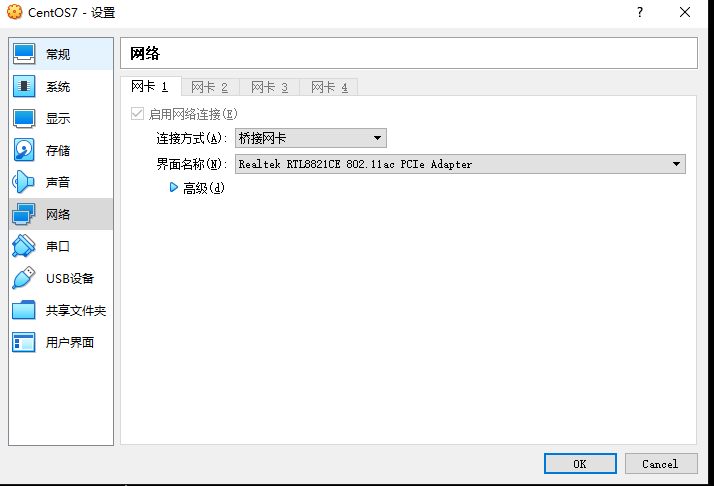 CentOS7 - 设置
?
常规
系统
显示
存储
声音
网络
串口
USB设备
共享文件夹
用户界面
网络
网卡 1 网卡 2 网卡 3 网卡 4
启用网络连接(E)
连接方式(A): 桥接网卡
界面名称(N): Realtek RTL8821CE 802.11ac PCIe Adapter
高级(d)
OK Cancel